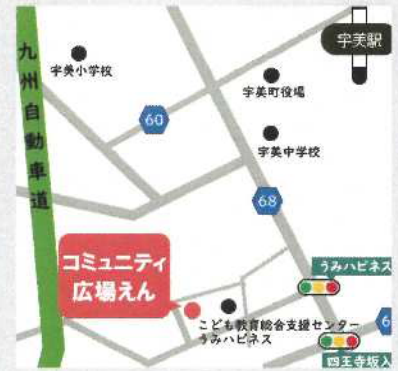 宇美駅
九州自動車道
宇美小学校
宇美町役場
60
宇美中学校
68
コミュニティ
広場えん
うみハピネス
こども教育総合支援センター
うみハピネス
6
四王寺坂入